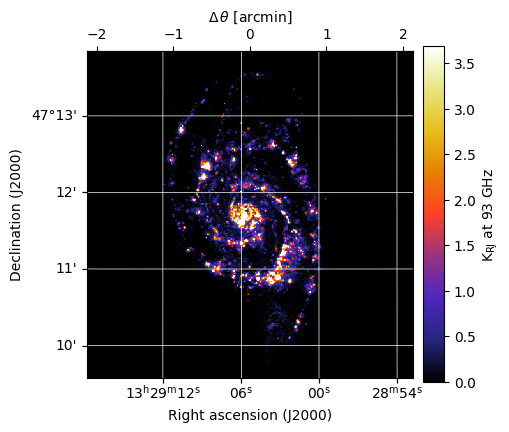 Δθ [arcmin]
−2 −1 0 1 2
47°13'
12'
11'
10'
Declination (J2000)
13ʰ29ᵐ12ˢ 06ˢ 00ˢ 28ᵐ54ˢ
Right ascension (J2000)
3.5
3.0
2.5
2.0
1.5
1.0
0.5
0.0
K_RJ at 93 GHz